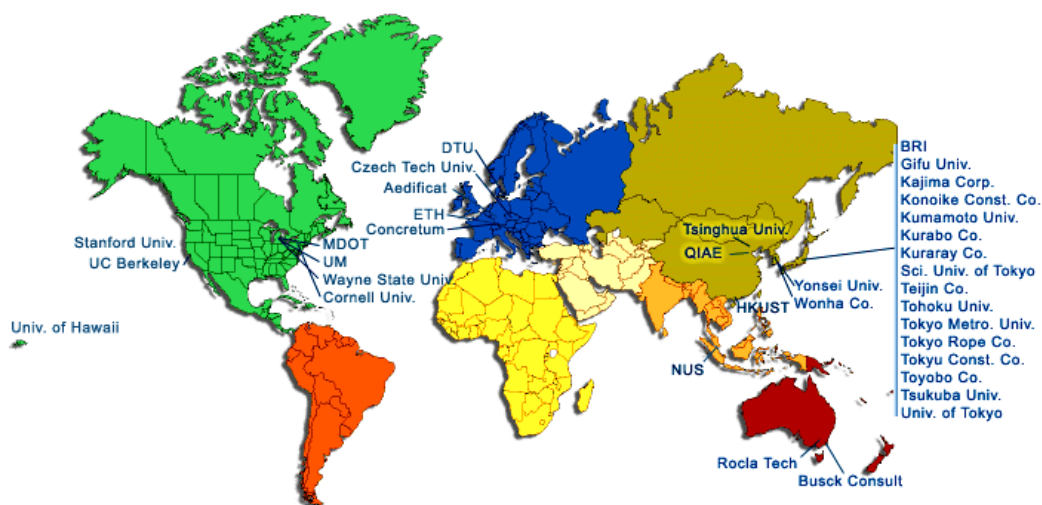 Stanford Univ.
UC Berkeley
Univ. of Hawaii
MDOT
UM
Wayne State Univ
Cornell Univ.
DTU
Czech Tech Univ.
Aedificat
ETH
Concretum
Tsinghua Univ.
QIAE
Yonsei Univ.
Wonha Co.
HKUST
NUS
Rocla Tech
Busck Consult
BRI
Gifu Univ.
Kajima Corp.
Konoike Const. Co.
Kumamoto Univ.
Kurabo Co.
Kuraray Co.
Sci. Univ. of Tokyo
Teijin Co.
Tohoku Univ.
Tokyo Metro. Univ.
Tokyo Rope Co.
Tokyu Const. Co.
Toyobo Co.
Tsukuba Univ.
Univ. of Tokyo